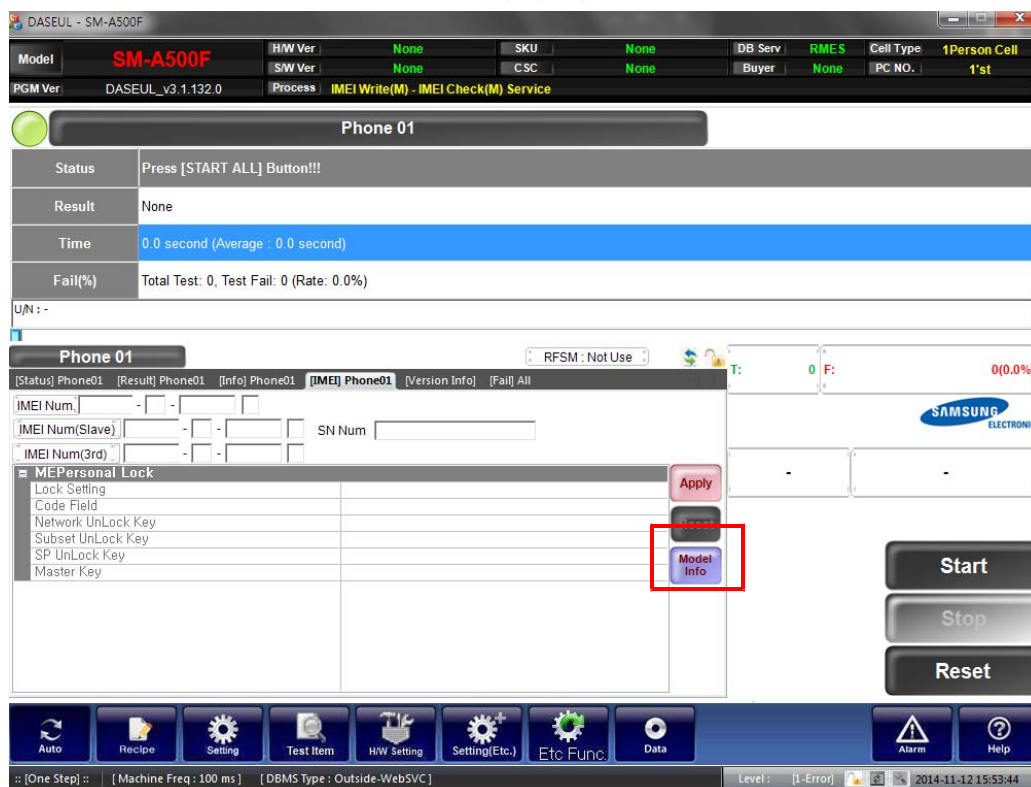 DASEUL - SM-A500F
Model SM-A500F H/W Ver None SKU None DB Serv RMES Cell Type 1Person Cell
S/W Ver None CSC None Buyer None PC NO. 1'st
PGM Ver DASEUL_v3.1.132.0 Process IMEI Write(M) - IMEI Check(M) Service
Phone 01
Status Press [START ALL] Button!!!
Result None
Time 0.0 second (Average : 0.0 second)
Fail(%) Total Test: 0, Test Fail: 0 (Rate: 0.0%)
U/N : -
Phone 01 RFSM : Not Use
[Status] Phone01 [Result] Phone01 [Info] Phone01 [IMEI] Phone01 [Version Info] [Fail] All
T: 0 F: 0(0.0%
IMEI Num. - -
IMEI Num(Slave) - - SN Num
IMEI Num(3rd) - -
SAMSUNG
ELECTRONI
MEPersonal Lock
Lock Setting
Code Field
Network UnLock Key
Subset UnLock Key
SP UnLock Key
Master Key
Apply
Reset
Model
Info
- -
Start
Stop
Reset
Auto Recipe Setting Test Item H/W Setting Setting(Etc.) Etc Func. Data Alarm Help
:: [One Step] :: [ Machine Freq : 100 ms ] [ DBMS Type : Outside-WebSVC ] Level : [1-Error] 2014-11-12 15:53:44